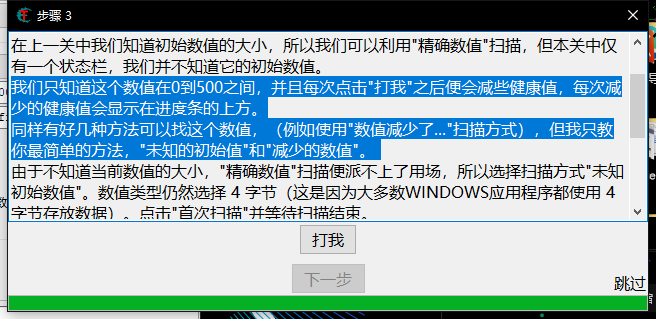 步骤 3
在上一关中我们知道初始数值的大小，所以我们可以利用"精确数值"扫描，但本关中仅
有一个状态栏，我们并不知道它的初始数值。
我们只知道这个数值在0到500之间，并且每次点击"打我"之后便会减些健康值，每次减
少的健康值会显示在进度条的上方。
同样有好几种方法可以找这个数值，（例如使用"数值减少了..."扫描方式），但我只教
你最简单的方法，"未知的初始值"和"减少的数值"。
由于不知道当前数值的大小，"精确数值"扫描便派不上了用场，所以选择扫描方式"未知
初始数值"。数值类型仍然选择 4 字节（这是因为大多数WINDOWS应用程序都使用 4
字节存放数据）。点击"首次扫描"并等待扫描结束。
打我
下一步
跳过